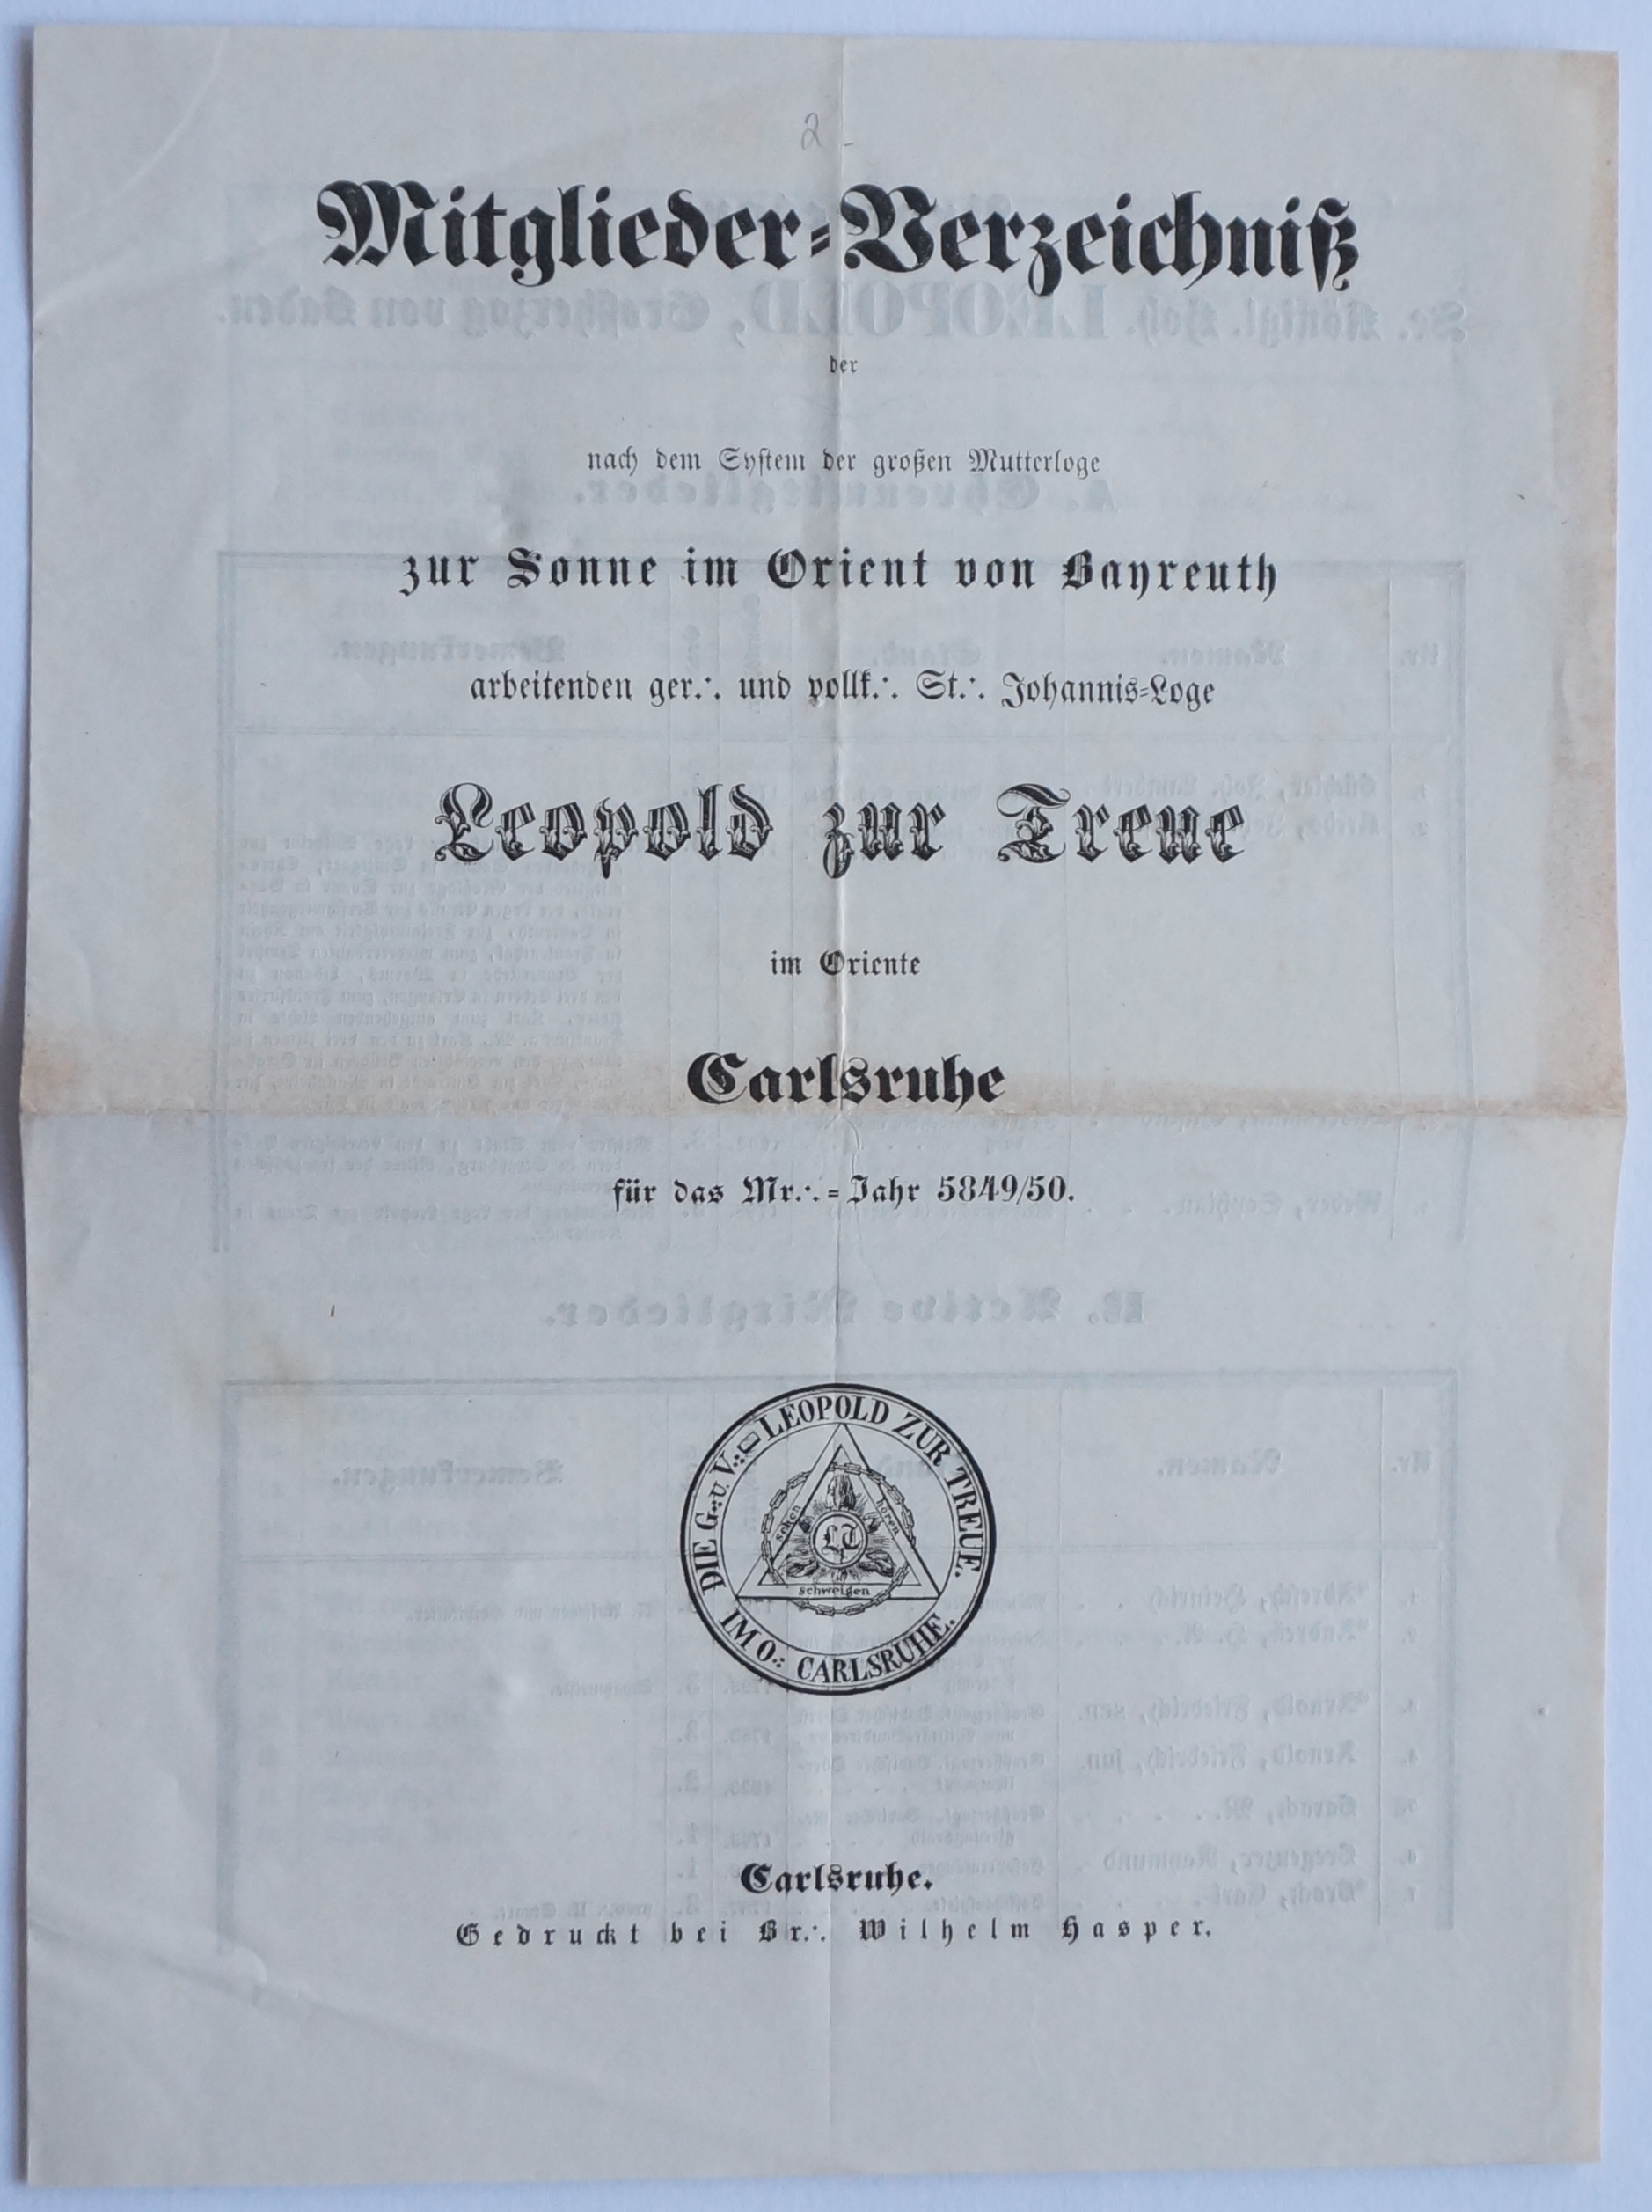 2 -
Mitglieder-Verzeichniß
der
nach dem System der großen Mutterloge
zur Sonne im Orient von Bayreuth
arbeitenden ger.·. und vollk.·. St.·. Johannis-Loge
Leopold zur Treue
im Oriente
Carlsruhe
für das Mr.·.-Jahr 5849/50.
DIE G.·. u. V.·. ▭ LEOPOLD ZUR TREUE.
IM O.·. CARLSRUHE.
sehen
hören
schweigen
LT
Carlsruhe.
Gedruckt bei Br.·. Wilhelm Hasper.